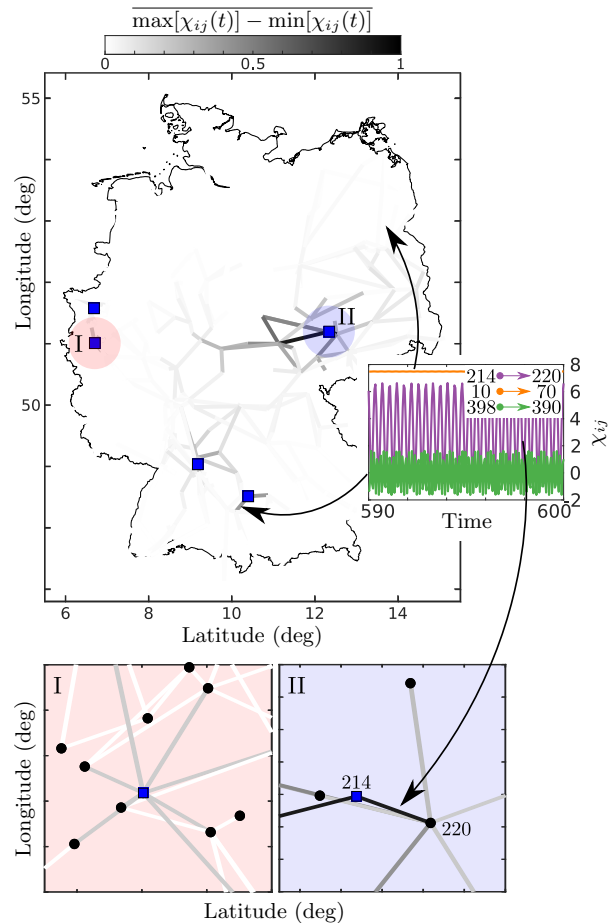 max[χij(t)] − min[χij(t)]
0 0.5 1
55
50
Longitude (deg)
I
II
6 8 10 12 14
Latitude (deg)
214 220
10 70
398 390
8
6
4
2
0
-2
χij
590 600
Time
I
II
214
220
Longitude (deg)
Latitude (deg)